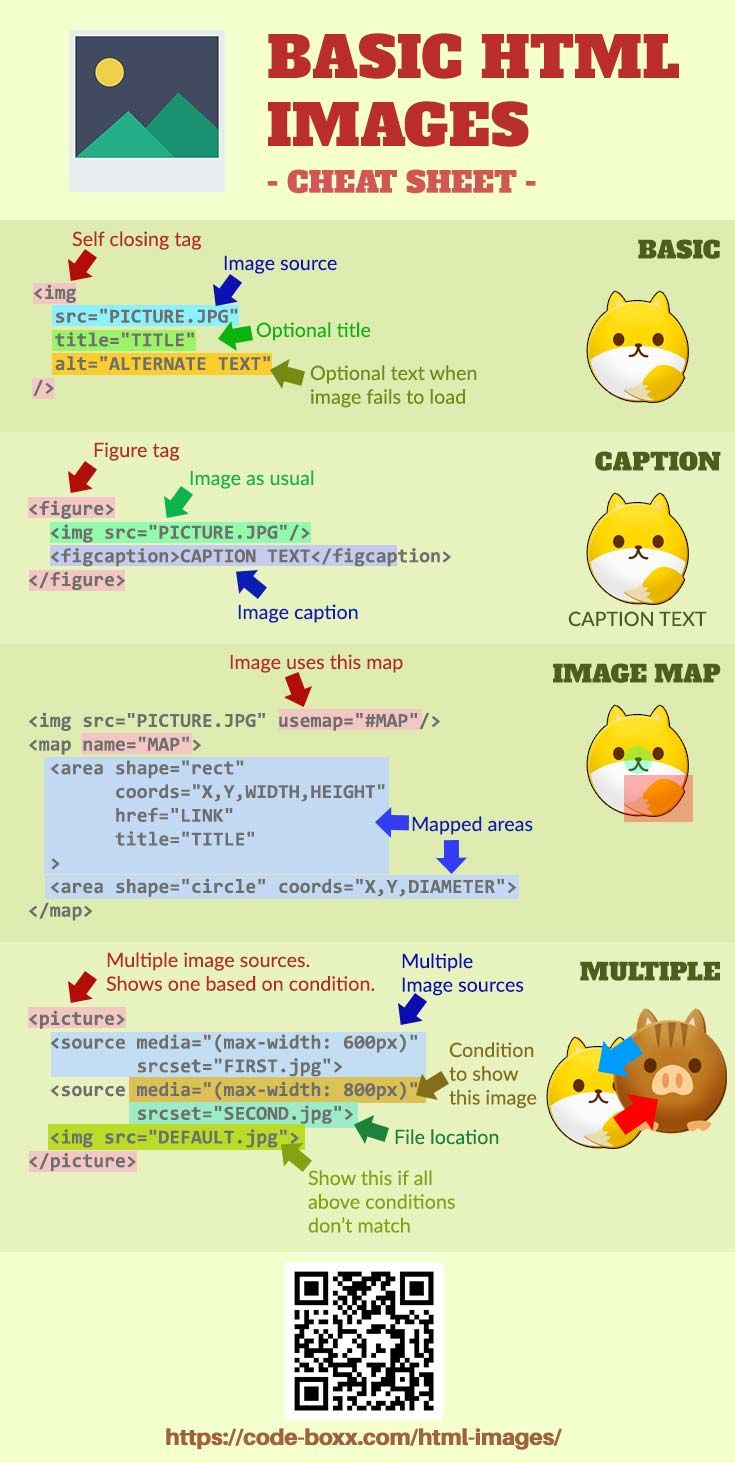 BASIC HTML
IMAGES
- CHEAT SHEET -
BASIC
Self closing tag
Image source
<img
src="PICTURE.JPG"
title="TITLE"
Optional title
alt="ALTERNATE TEXT"
Optional text when
image fails to load
/>
CAPTION
Figure tag
Image as usual
<figure>
<img src="PICTURE.JPG"/>
<figcaption>CAPTION TEXT</figcaption>
</figure>
Image caption
CAPTION TEXT
IMAGE MAP
Image uses this map
<img src="PICTURE.JPG" usemap="#MAP"/>
<map name="MAP">
<area shape="rect"
coords="X,Y,WIDTH,HEIGHT"
href="LINK"
title="TITLE"
>
Mapped areas
<area shape="circle" coords="X,Y,DIAMETER">
</map>
MULTIPLE
Multiple image sources.
Shows one based on condition.
Multiple
Image sources
<picture>
<source media="(max-width: 600px)"
srcset="FIRST.jpg">
<source media="(max-width: 800px)"
srcset="SECOND.jpg">
Condition
to show
this image
File location
<img src="DEFAULT.jpg">
</picture>
Show this if all
above conditions
don't match
https://code-boxx.com/html-images/